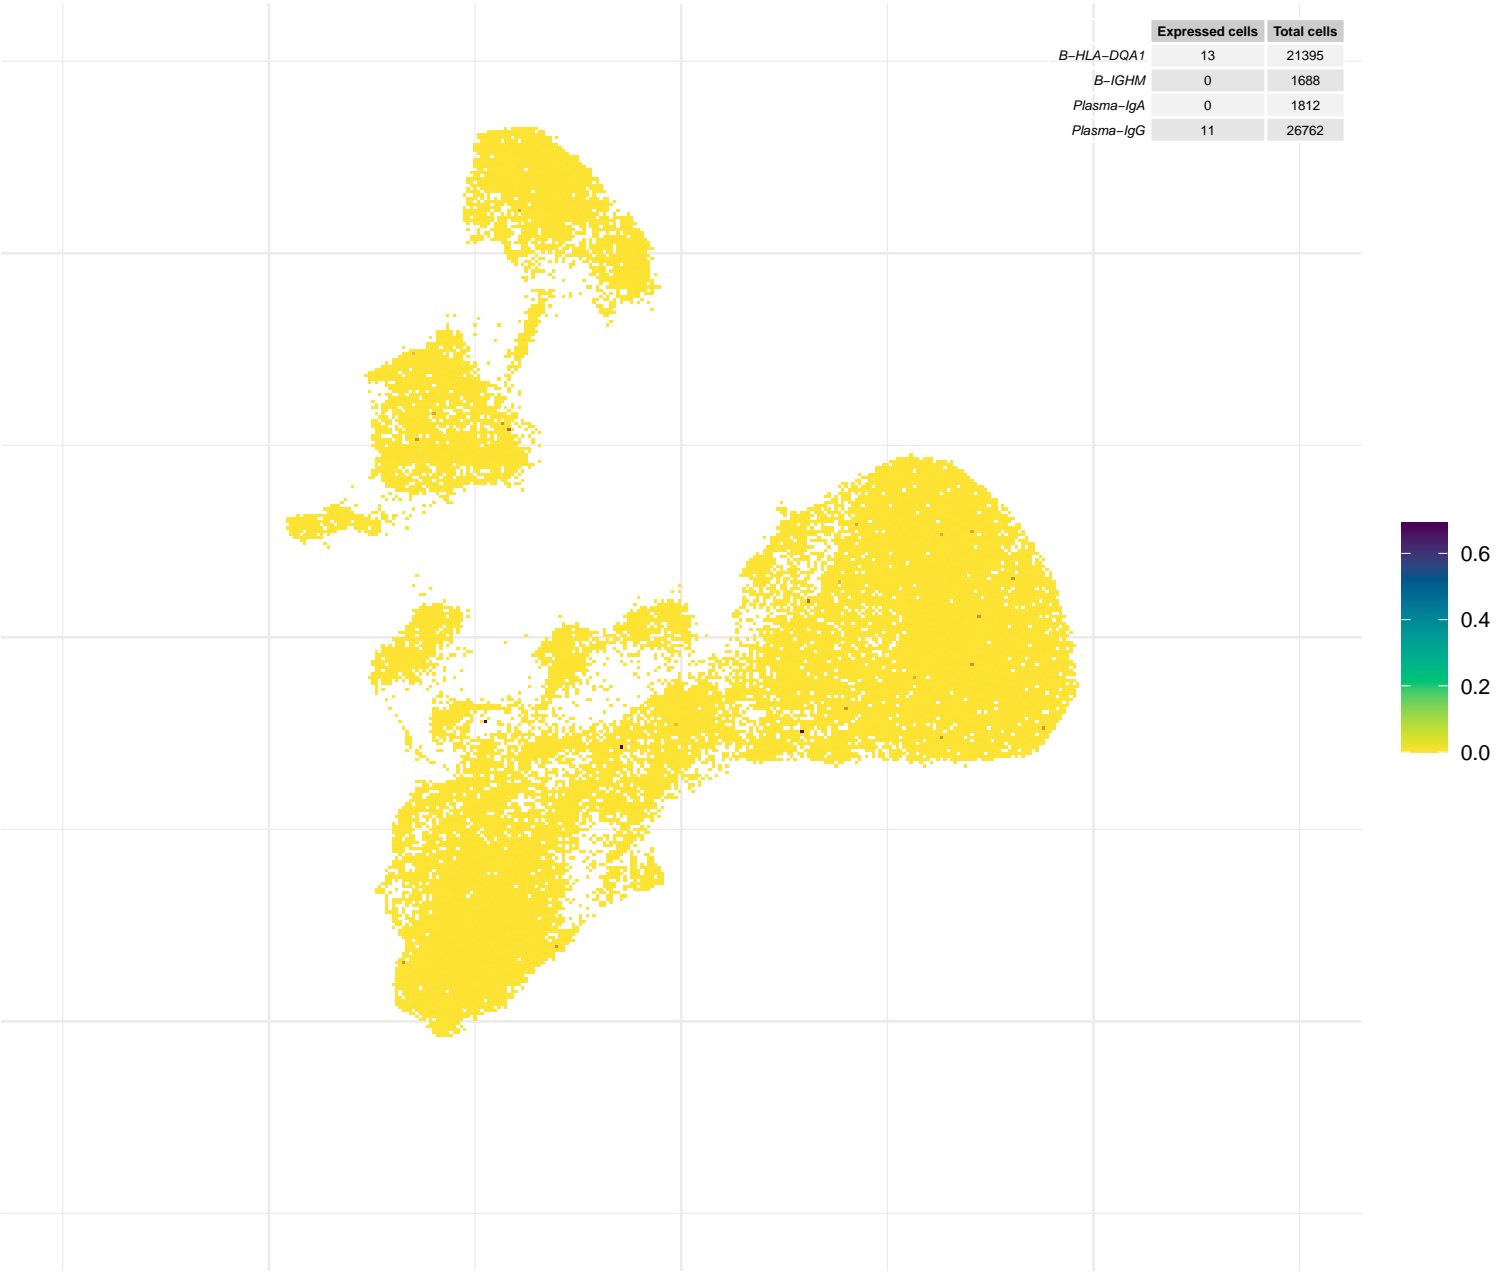 Expressed cells Total cells
B−HLA−DQA1 13 21395
B−IGHM 0 1688
Plasma−IgA 0 1812
Plasma−IgG 11 26762
0.6
0.4
0.2
0.0